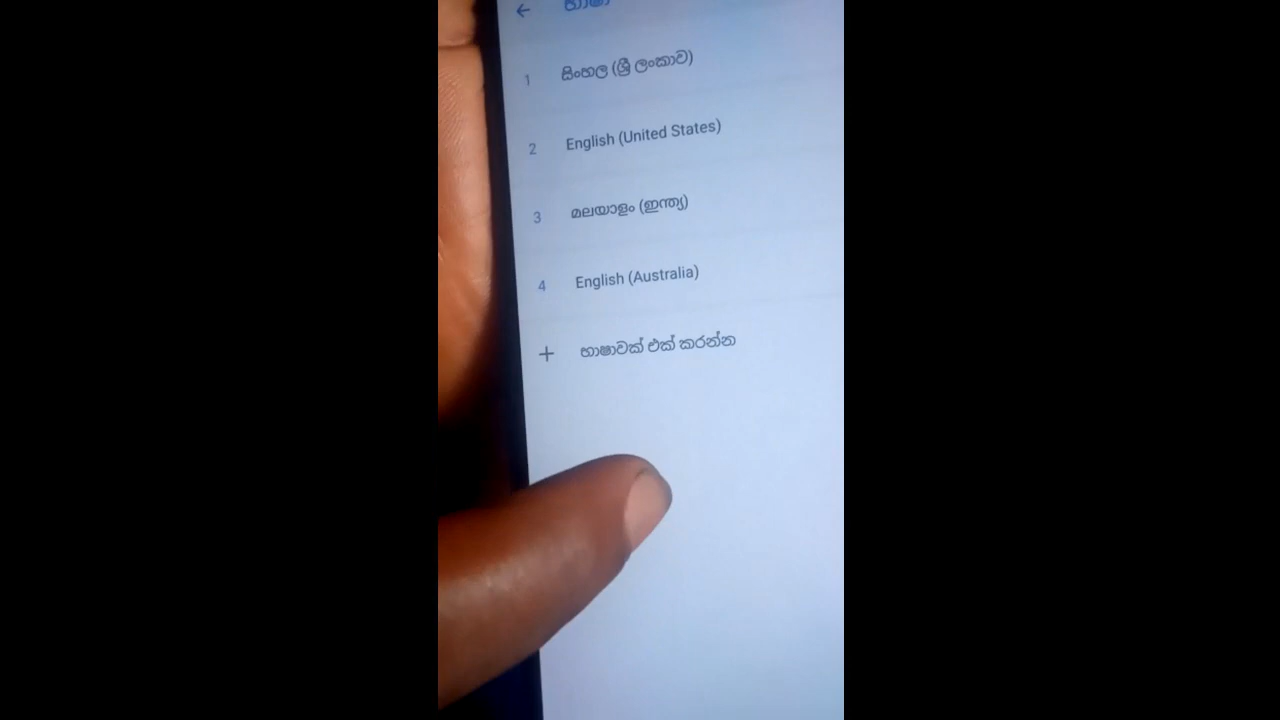 ← භාෂා
1 සිංහල (ශ්‍රී ලංකාව)
2 English (United States)
3 മലയാളം (ഇന്ത്യ)
4 English (Australia)
+ භාෂාවක් එක් කරන්න